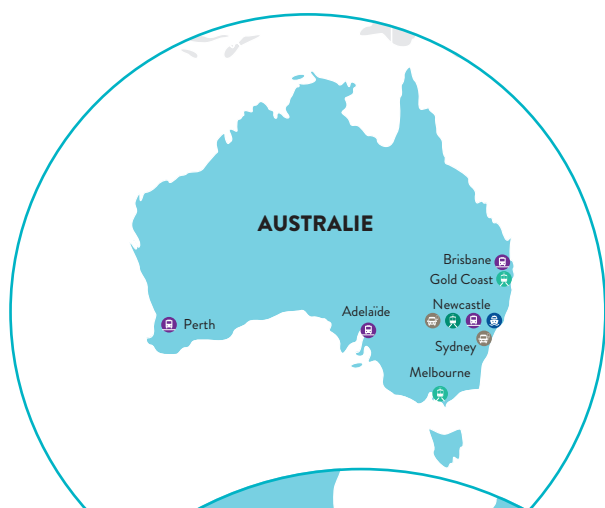 AUSTRALIE
Brisbane
Gold Coast
Newcastle
Adelaïde
Perth
Sydney
Melbourne